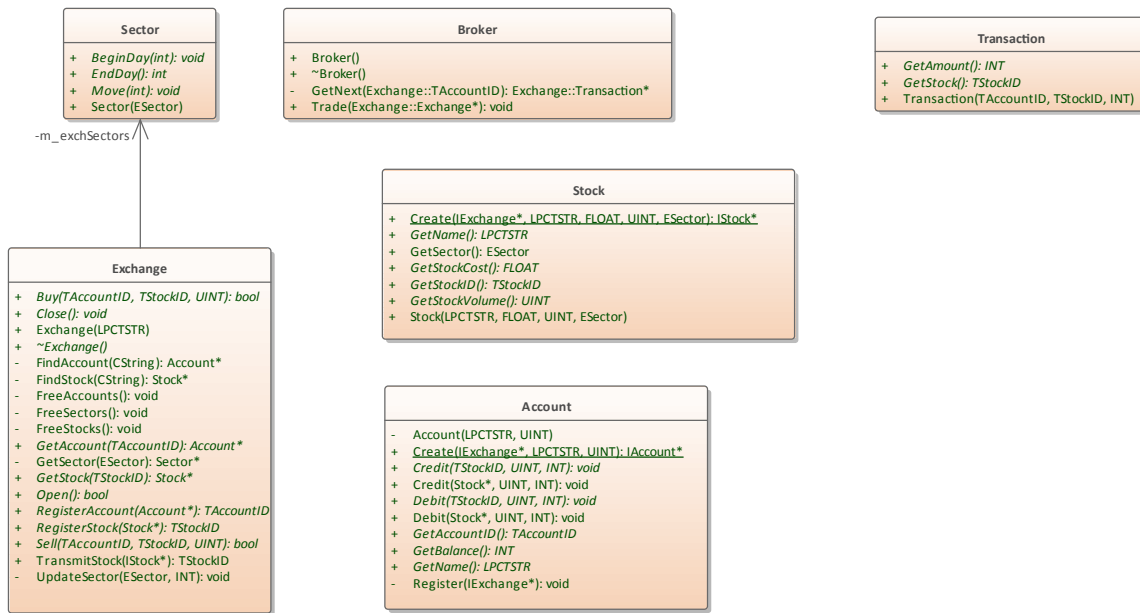 Sector
+ BeginDay(int): void
+ EndDay(): int
+ Move(int): void
+ Sector(ESector)
Broker
+ Broker()
+ ~Broker()
- GetNext(Exchange::TAccountID): Exchange::Transaction*
+ Trade(Exchange::Exchange*): void
Transaction
+ GetAmount(): INT
+ GetStock(): TStockID
+ Transaction(TAccountID, TStockID, INT)
-m_exchSectors
Stock
+ Create(IExchange*, LPCTSTR, FLOAT, UINT, ESector): IStock*
+ GetName(): LPCTSTR
+ GetSector(): ESector
+ GetStockCost(): FLOAT
+ GetStockID(): TStockID
+ GetStockVolume(): UINT
+ Stock(LPCTSTR, FLOAT, UINT, ESector)
Exchange
+ Buy(TAccountID, TStockID, UINT): bool
+ Close(): void
+ Exchange(LPCTSTR)
+ ~Exchange()
- FindAccount(CString): Account*
- FindStock(CString): Stock*
- FreeAccounts(): void
- FreeSectors(): void
- FreeStocks(): void
+ GetAccount(TAccountID): Account*
- GetSector(ESector): Sector*
+ GetStock(TStockID): Stock*
+ Open(): bool
+ RegisterAccount(Account*): TAccountID
+ RegisterStock(Stock*): TStockID
+ Sell(TAccountID, TStockID, UINT): bool
+ TransmitStock(IStock*): TStockID
- UpdateSector(ESector, INT): void
Account
- Account(LPCTSTR, UINT)
+ Create(IExchange*, LPCTSTR, UINT): IAccount*
+ Credit(TStockID, UINT, INT): void
+ Credit(Stock*, UINT, INT): void
+ Debit(TStockID, UINT, INT): void
+ Debit(Stock*, UINT, INT): void
+ GetAccountID(): TAccountID
+ GetBalance(): INT
+ GetName(): LPCTSTR
- Register(IExchange*): void